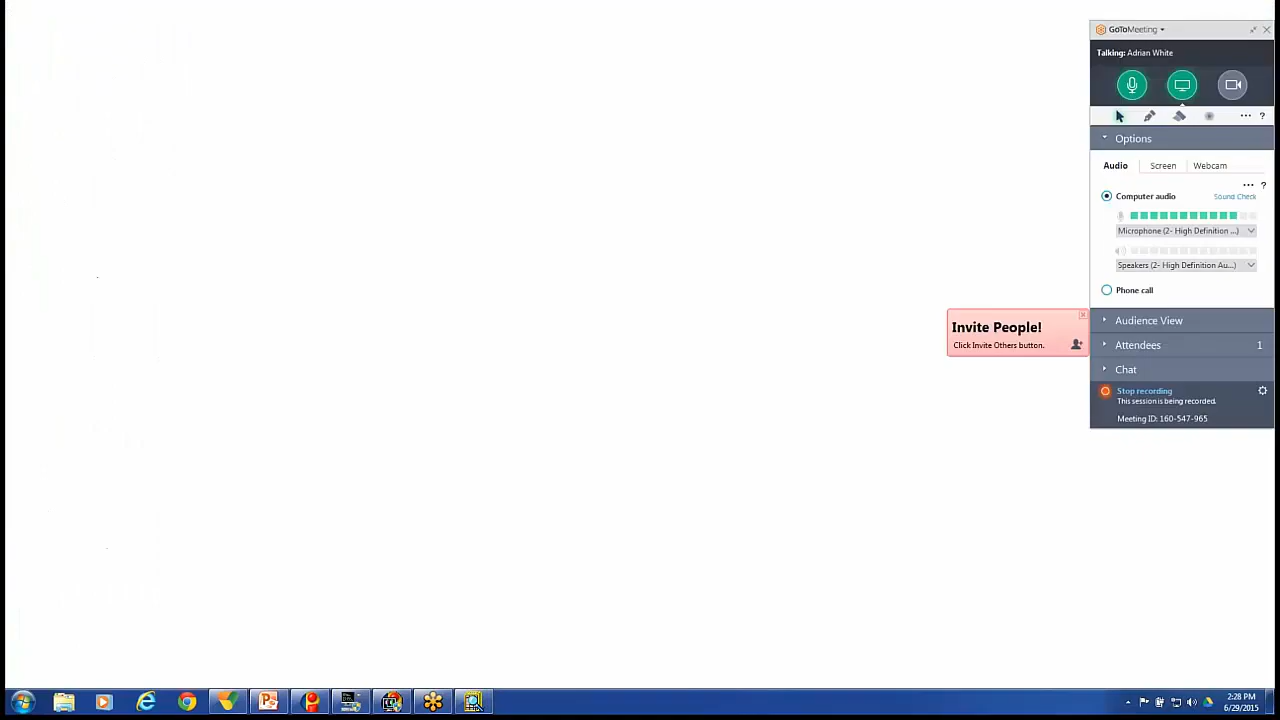 GoToMeeting
Talking: Adrian White
?
Options
Audio Screen Webcam
?
Computer audio Sound Check
Microphone (2- High Definition ...)
Speakers (2- High Definition Au...)
Phone call
Invite People!
Click Invite Others button.
Audience View
Attendees 1
Chat
Stop recording
This session is being recorded.
Meeting ID: 160-547-965
2:28 PM
6/29/2015